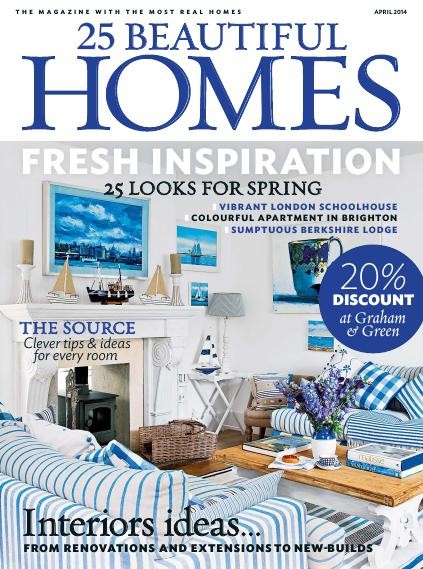 THE MAGAZINE WITH THE MOST REAL HOMES
APRIL 2014
25 BEAUTIFUL
HOMES
FRESH INSPIRATION
25 LOOKS FOR SPRING
VIBRANT LONDON SCHOOLHOUSE
COLOURFUL APARTMENT IN BRIGHTON
SUMPTUOUS BERKSHIRE LODGE
20%
DISCOUNT
at Graham
& Green
THE SOURCE
Clever tips & ideas
for every room
Interiors ideas...
FROM RENOVATIONS AND EXTENSIONS TO NEW-BUILDS